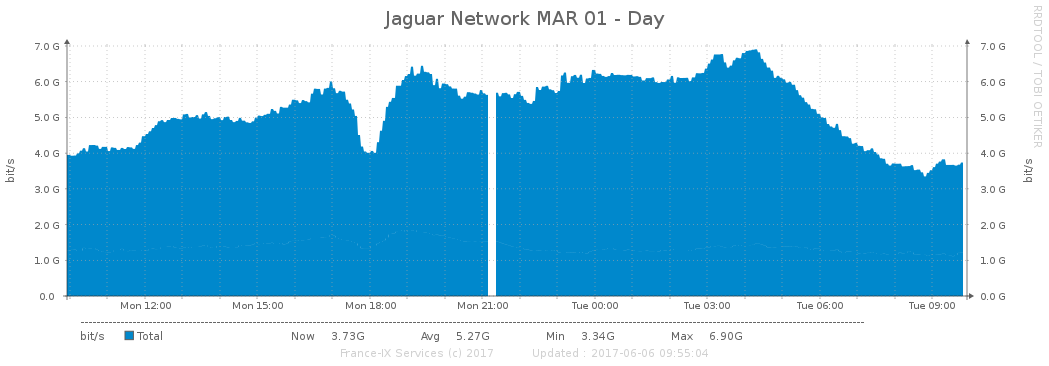 Jaguar Network MAR 01 - Day
RRDTOOL / TOBI OETIKER
7.0 G 7.0 G
6.0 G 6.0 G
5.0 G 5.0 G
4.0 G 4.0 G
3.0 G 3.0 G
2.0 G 2.0 G
1.0 G 1.0 G
0.0 0.0 G
bit/s bit/s
Mon 12:00 Mon 15:00 Mon 18:00 Mon 21:00 Tue 00:00 Tue 03:00 Tue 06:00 Tue 09:00
bit/s Total Now 3.73G Avg 5.27G Min 3.34G Max 6.90G
France-IX Services (c) 2017 Updated : 2017-06-06 09:55:04